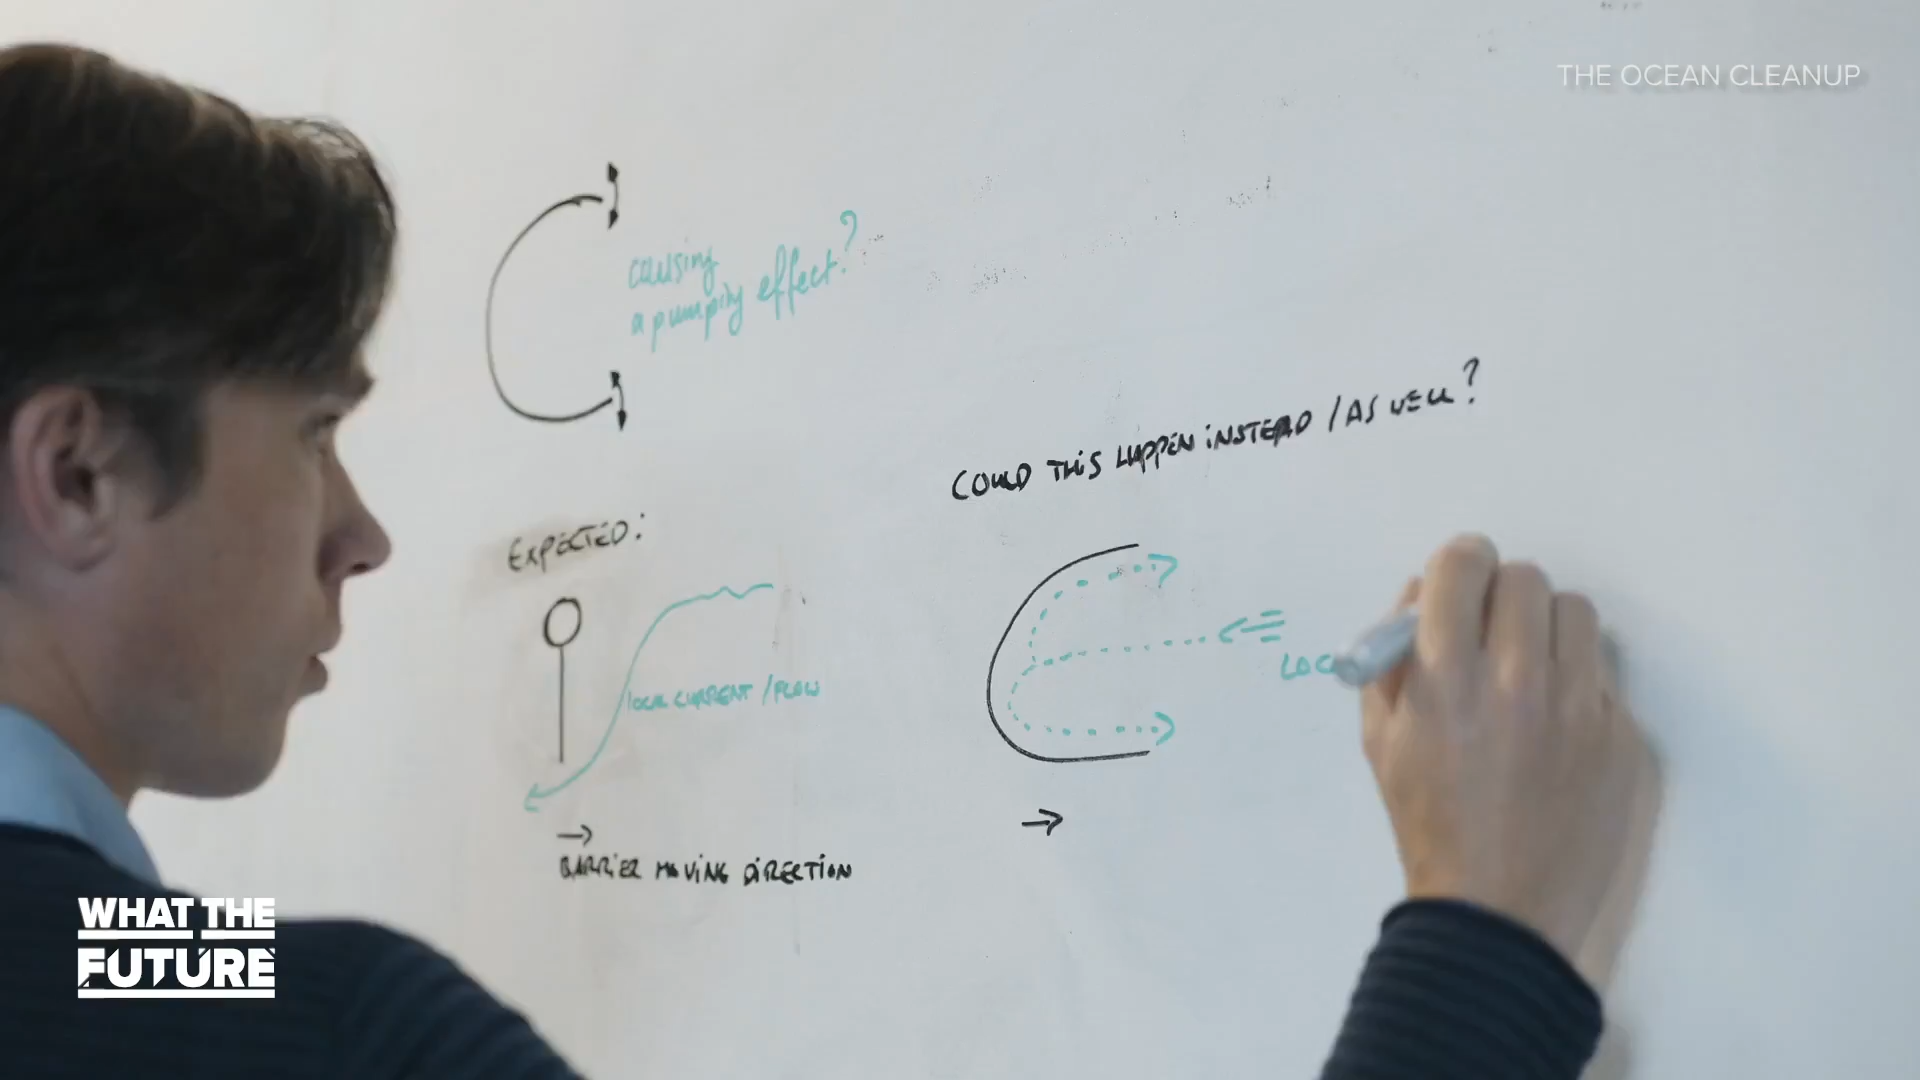 THE OCEAN CLEANUP
causing
a pumping effect?
COULD THIS HAPPEN INSTEAD / AS WELL?
EXPECTED:
LOCAL CURRENT / FLOW
LOC
BARRIER MOVING DIRECTION
WHAT THE
FUTURE